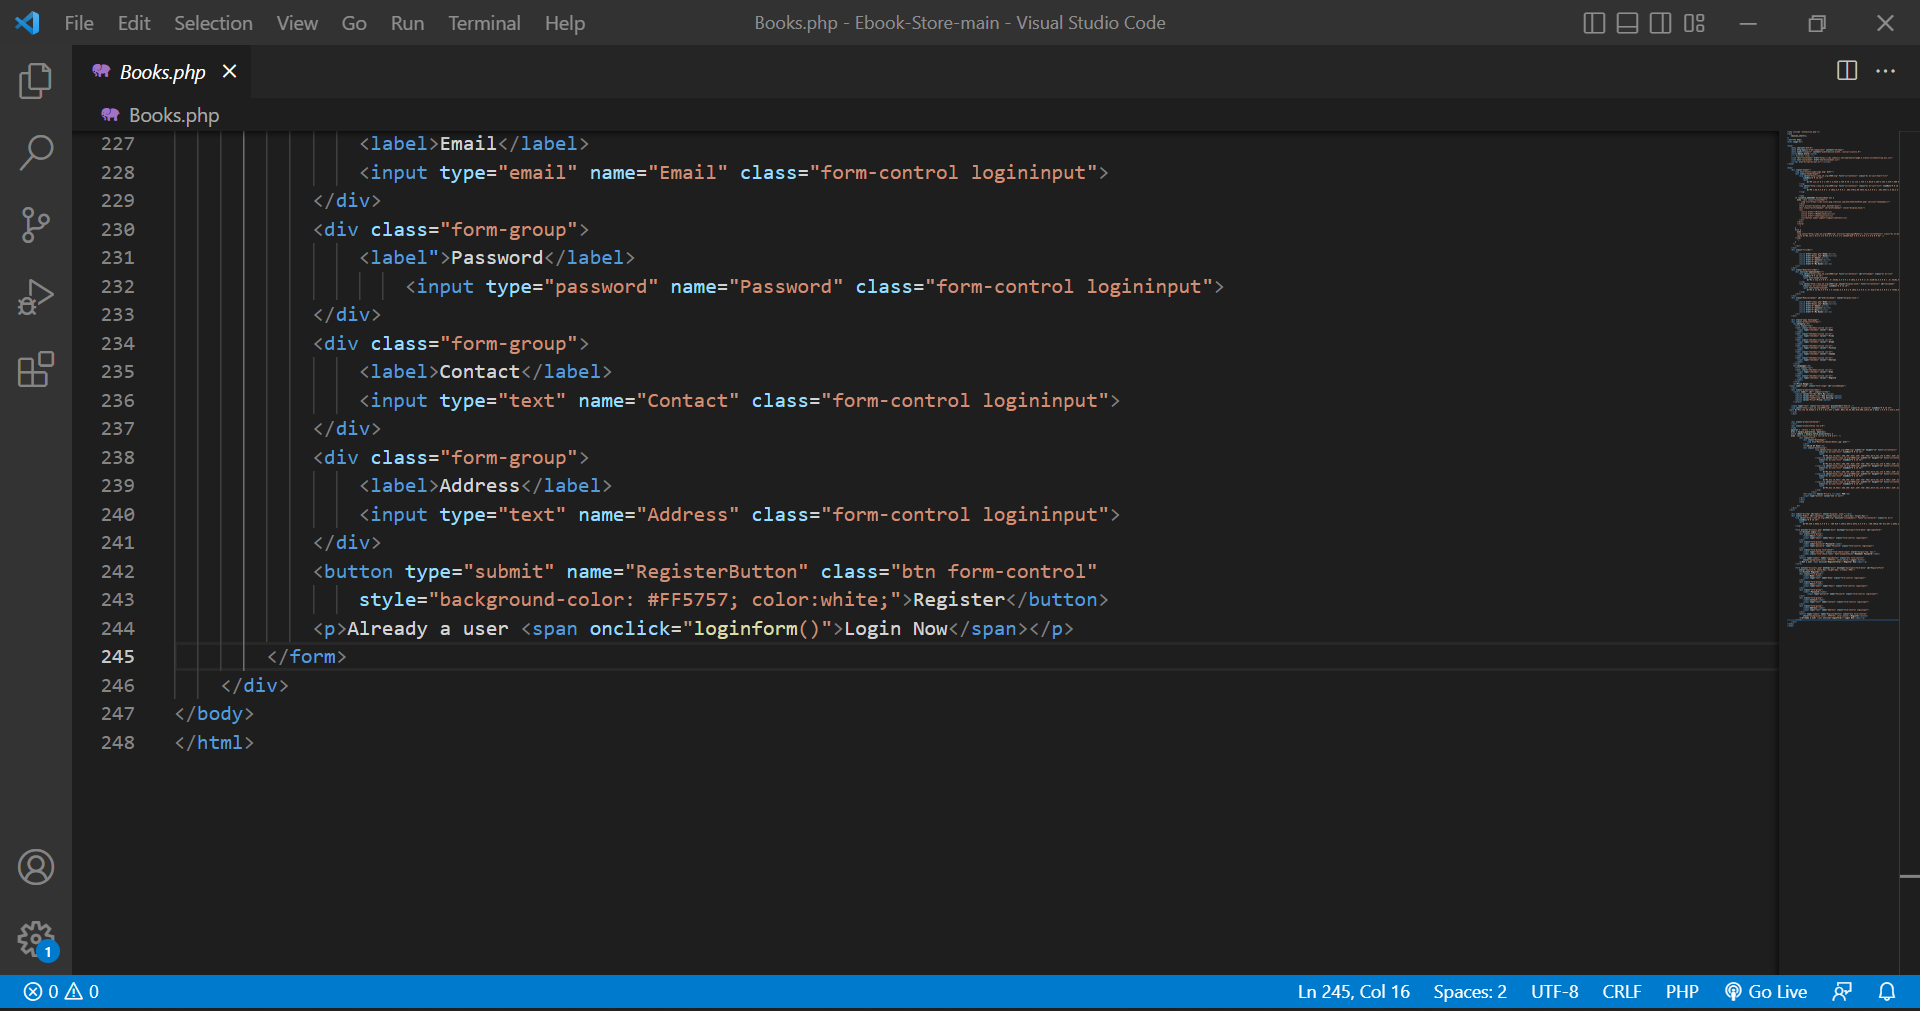 File Edit Selection View Go Run Terminal Help Books.php - Ebook-Store-main - Visual Studio Code
Books.php
Books.php
227 <label>Email</label>
228 <input type="email" name="Email" class="form-control logininput">
229 </div>
230 <div class="form-group">
231 <label">Password</label>
232 <input type="password" name="Password" class="form-control logininput">
233 </div>
234 <div class="form-group">
235 <label>Contact</label>
236 <input type="text" name="Contact" class="form-control logininput">
237 </div>
238 <div class="form-group">
239 <label>Address</label>
240 <input type="text" name="Address" class="form-control logininput">
241 </div>
242 <button type="submit" name="RegisterButton" class="btn form-control"
243 style="background-color: #FF5757; color:white;">Register</button>
244 <p>Already a user <span onclick="loginform()">Login Now</span></p>
245 </form>
246 </div>
247 </body>
248 </html>
1
0 0 Ln 245, Col 16 Spaces: 2 UTF-8 CRLF PHP Go Live